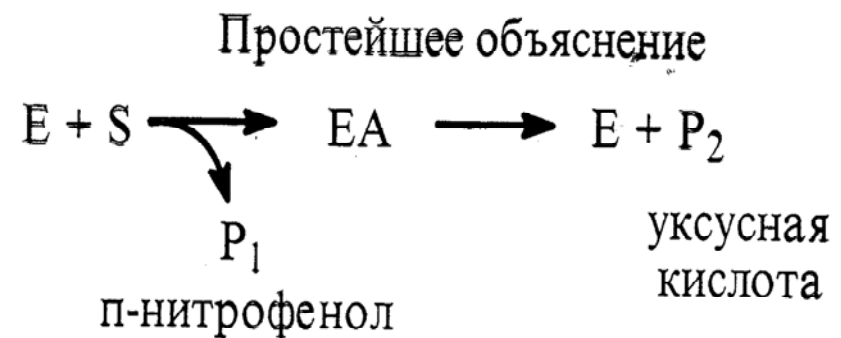 Простейшее объяснение
E + S EA E + P₂
P₁
уксусная
кислота
п-нитрофенол